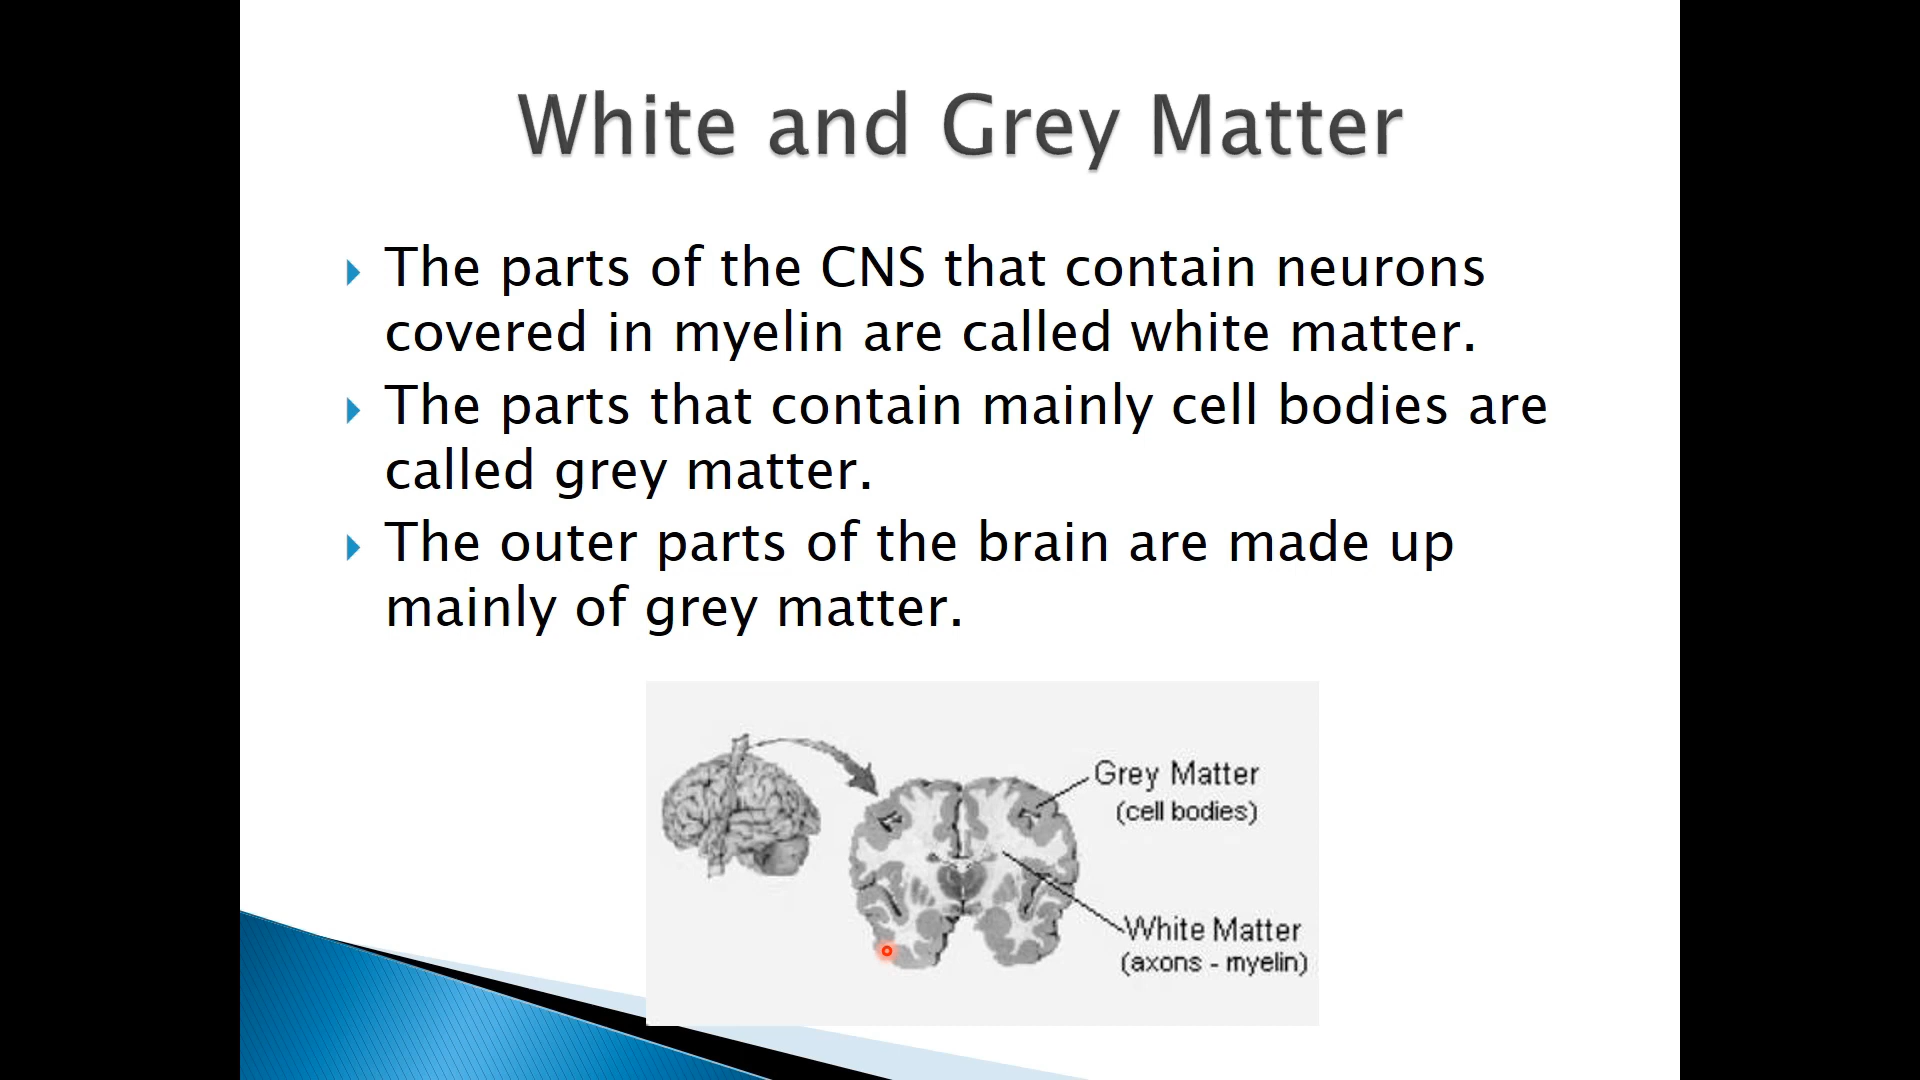 White and Grey Matter
The parts of the CNS that contain neurons
covered in myelin are called white matter.
The parts that contain mainly cell bodies are
called grey matter.
The outer parts of the brain are made up
mainly of grey matter.
Grey Matter
(cell bodies)
White Matter
(axons - myelin)